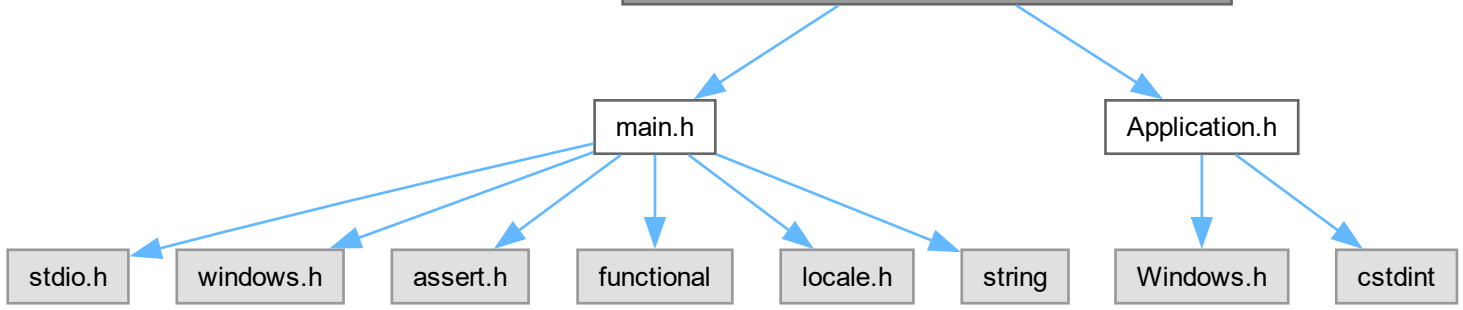 main.h
Application.h
stdio.h
windows.h
assert.h
functional
locale.h
string
Windows.h
cstdint